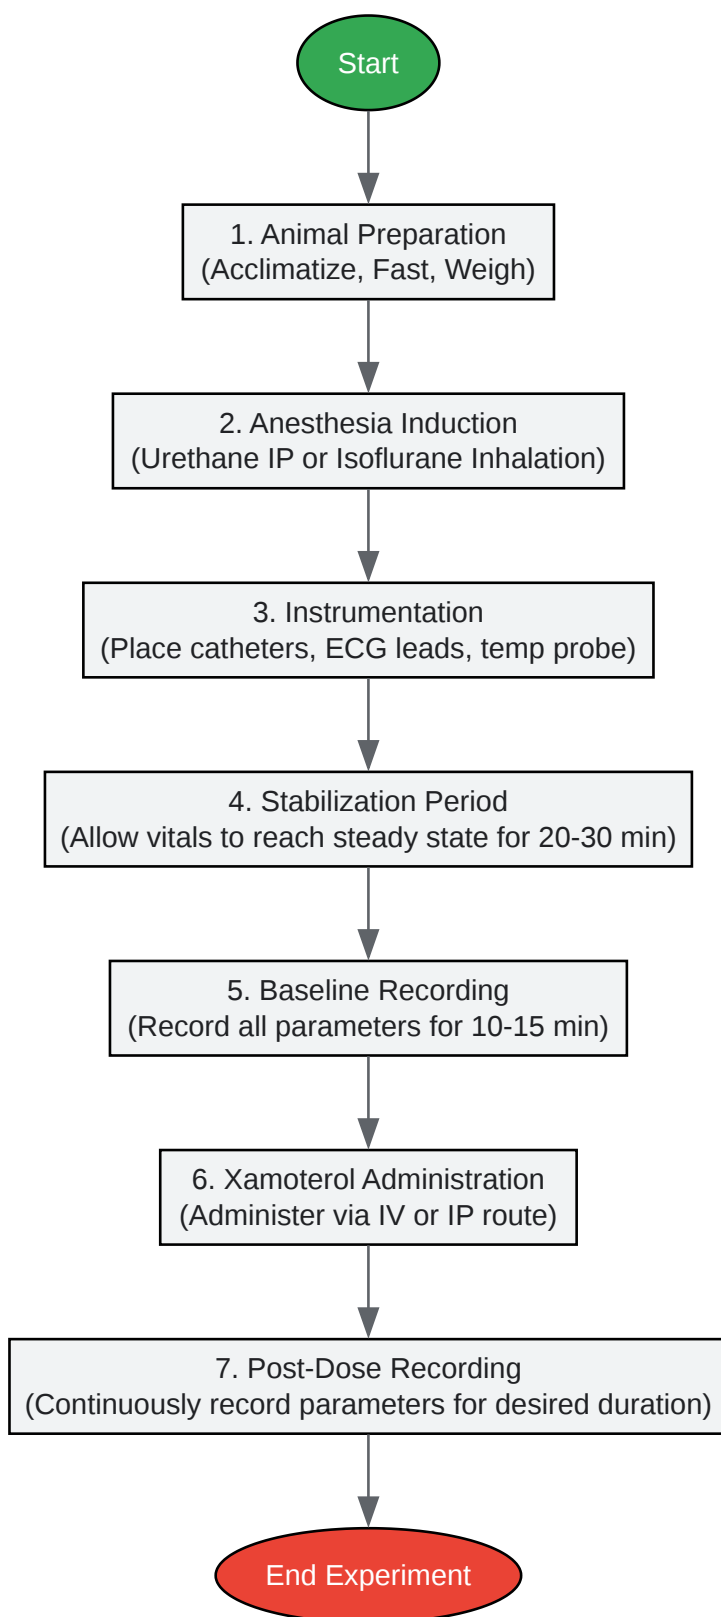 Start
1. Animal Preparation
(Acclimatize, Fast, Weigh)
2. Anesthesia Induction
(Urethane IP or Isoflurane Inhalation)
3. Instrumentation
(Place catheters, ECG leads, temp probe)
4. Stabilization Period
(Allow vitals to reach steady state for 20-30 min)
5. Baseline Recording
(Record all parameters for 10-15 min)
6. Xamoterol Administration
(Administer via IV or IP route)
7. Post-Dose Recording
(Continuously record parameters for desired duration)
End Experiment